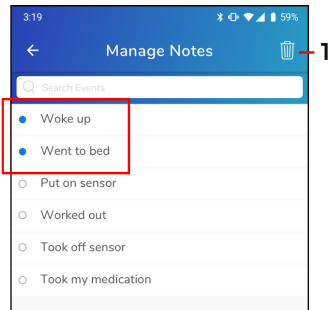 3:19 59%
Manage Notes
1
Search Events
Woke up
Went to bed
Put on sensor
Worked out
Took off sensor
Took my medication